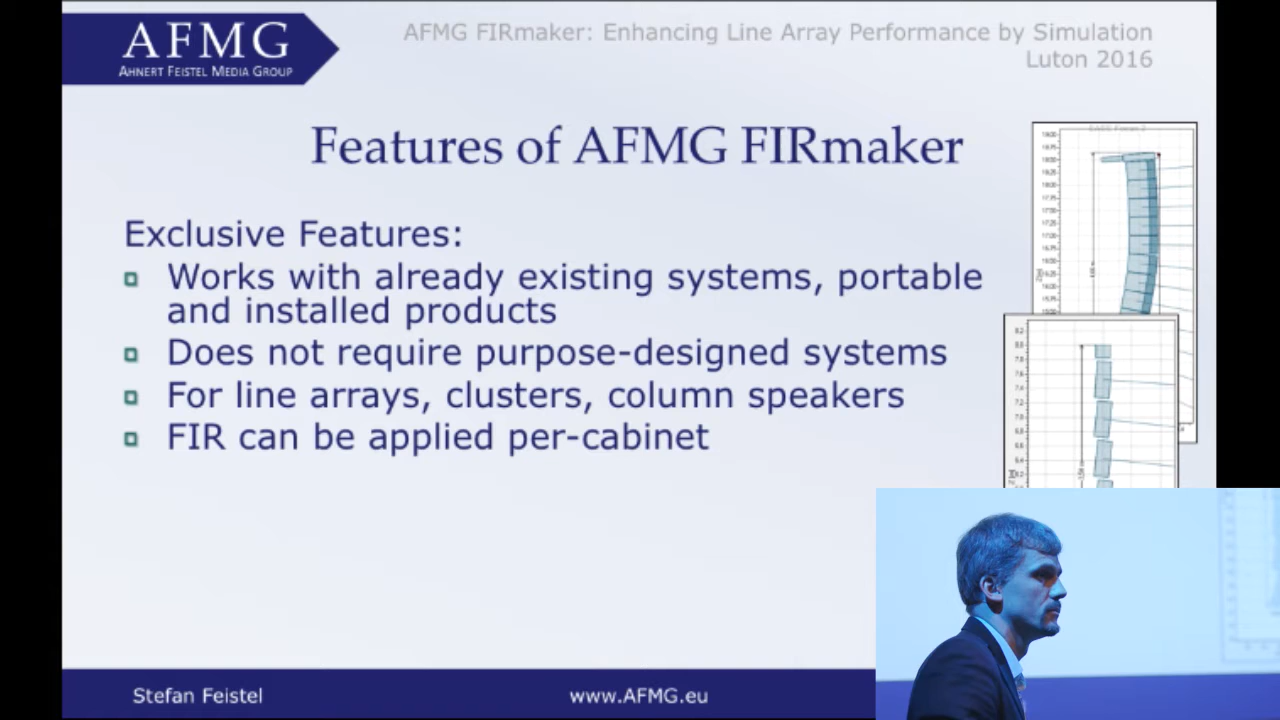 AFMG
AHNERT FEISTEL MEDIA GROUP
AFMG FIRmaker: Enhancing Line Array Performance by Simulation
Luton 2016
Features of AFMG FIRmaker
Exclusive Features:
Works with already existing systems, portable
and installed products
Does not require purpose-designed systems
For line arrays, clusters, column speakers
FIR can be applied per-cabinet
Stefan Feistel
www.AFMG.eu